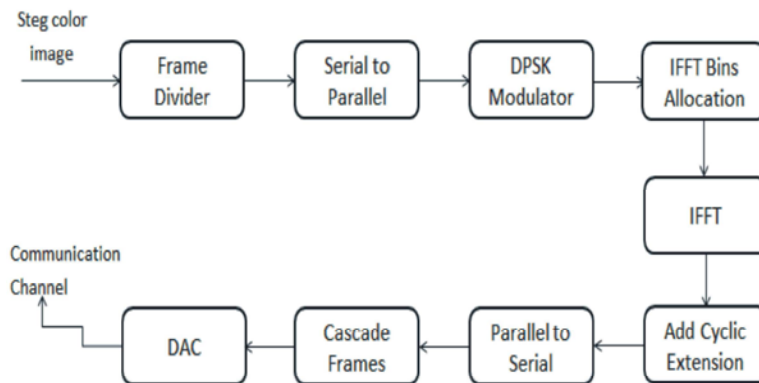 Steg color
image
Frame
Divider
Serial to
Parallel
DPSK
Modulator
IFFT Bins
Allocation
IFFT
Communication
Channel
DAC
Cascade
Frames
Parallel to
Serial
Add Cyclic
Extension